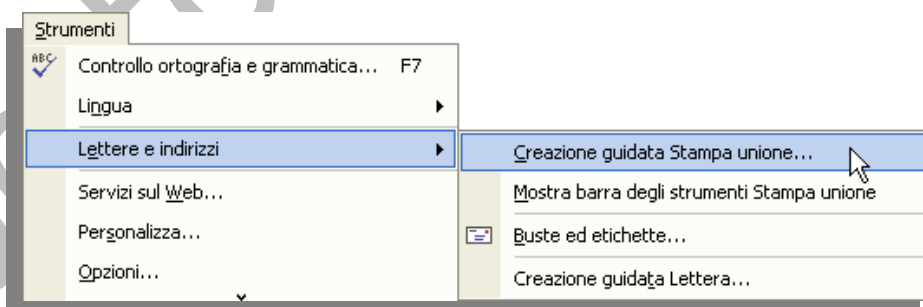 Strumenti
ABC Controllo ortografia e grammatica... F7
Lingua
Lettere e indirizzi
Creazione guidata Stampa unione...
Mostra barra degli strumenti Stampa unione
Servizi sul Web...
Personalizza...
Buste ed etichette...
Opzioni...
Creazione guidata Lettera...